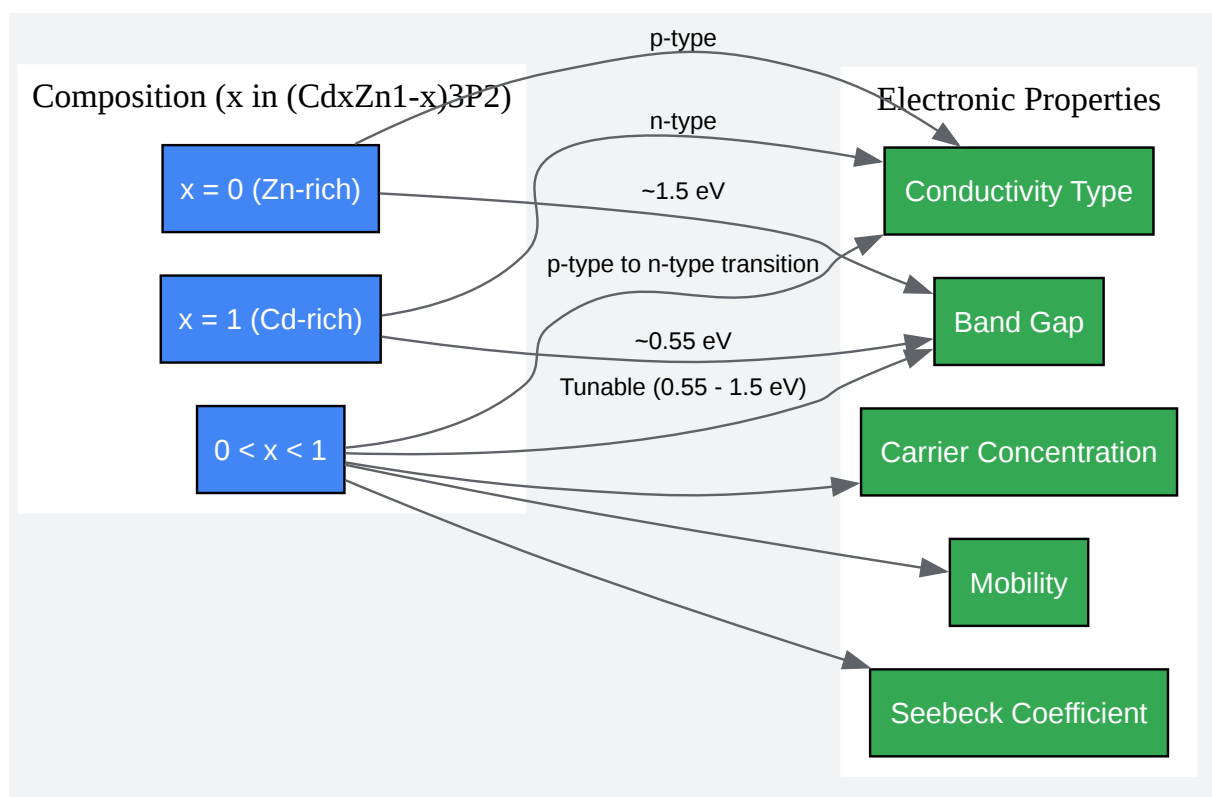 p-type
Composition (x in (CdxZn1-x)3P2)
Electronic Properties
n-type
x = 0 (Zn-rich)
~1.5 eV
Conductivity Type
p-type to n-type transition
x = 1 (Cd-rich)
~0.55 eV
Band Gap
Tunable (0.55 - 1.5 eV)
0 < x < 1
Carrier Concentration
Mobility
Seebeck Coefficient